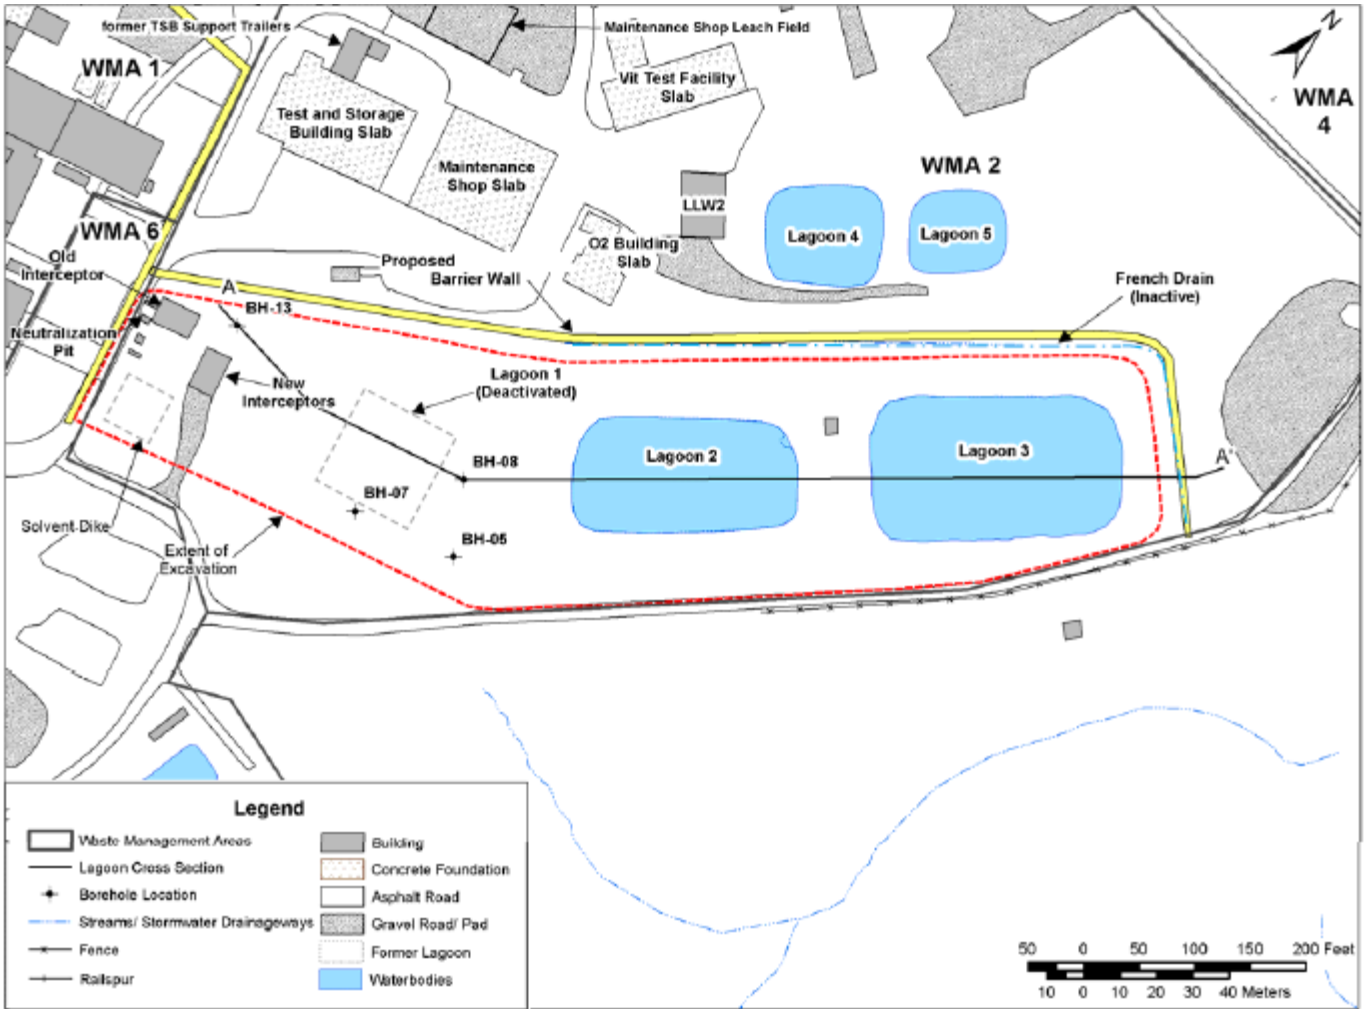 former TSB Support Trailers
Maintenance Shop Leach Field
N
WMA 1
Vit Test Facility
Slab
WMA
4
Test and Storage
Building Slab
Maintenance
Shop Slab
WMA 2
LLW2
WMA 6
Lagoon 4
Lagoon 5
Old
Interceptor
O2 Building
Slab
Proposed
Barrier Wall
French Drain
(Inactive)
A
BH-13
Neutralization
Pit
New
Interceptors
Lagoon 1
(Deactivated)
Lagoon 2
Lagoon 3
BH-08
A'
BH-07
Solvent Dike
BH-05
Extent of
Excavation
Legend
Waste Management Areas
Lagoon Cross Section
Borehole Location
Streams/ Stormwater Drainageways
Fence
Railspur
Building
Concrete Foundation
Asphalt Road
Gravel Road/ Pad
Former Lagoon
Waterbodies
50 0 50 100 150 200 Feet
10 0 10 20 30 40 Meters